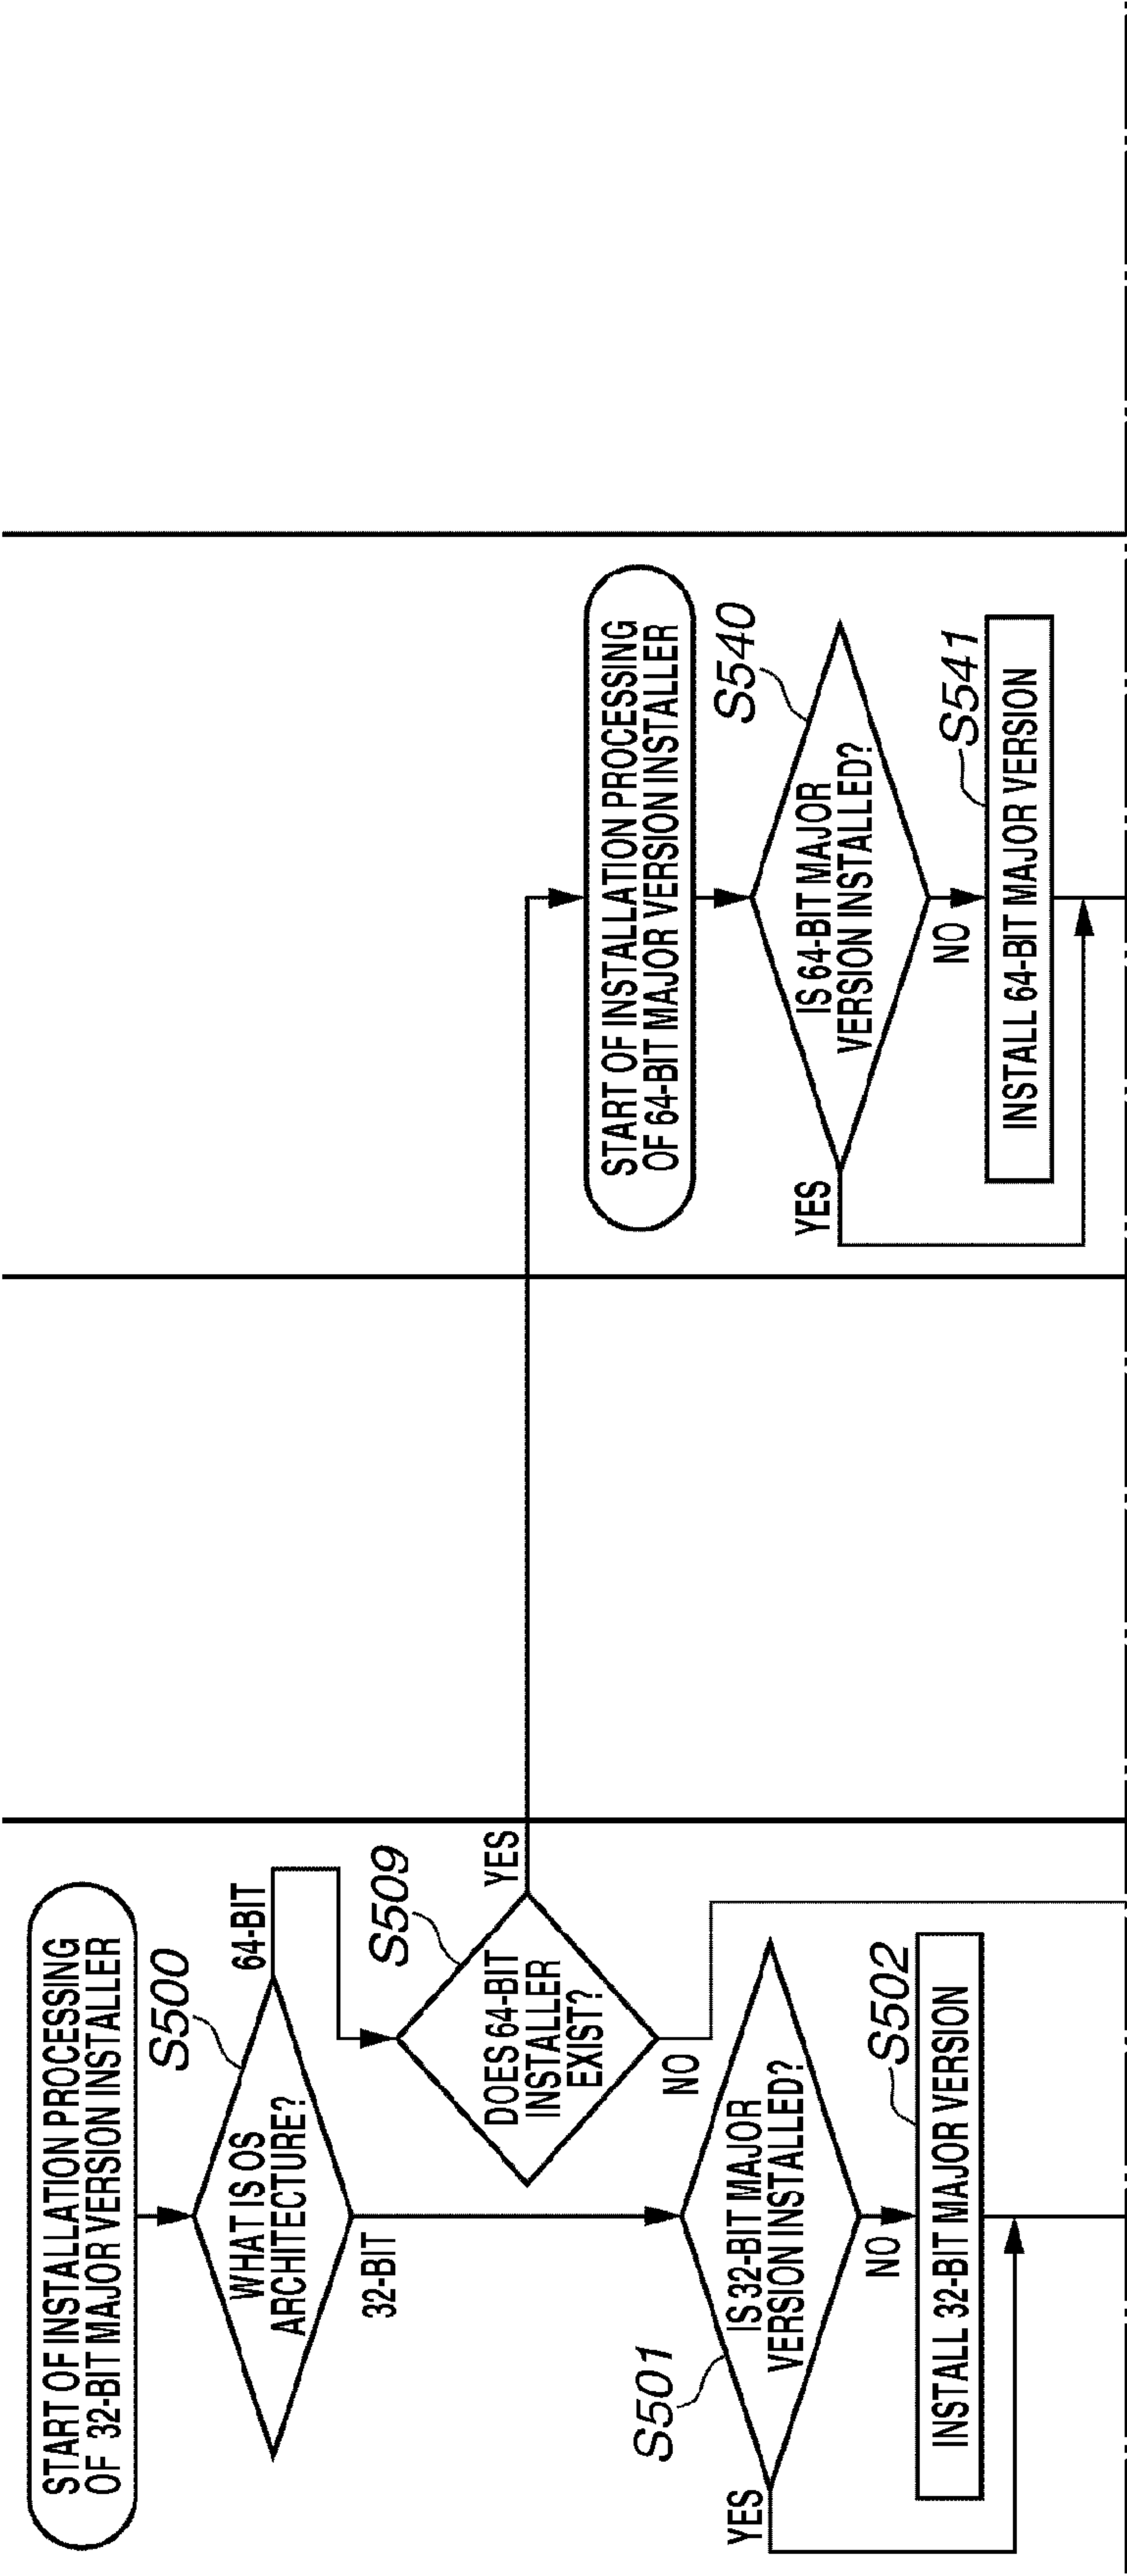 START OF INSTALLATION PROCESSING
OF 32-BIT MAJOR VERSION INSTALLER
S500
WHAT IS OS
ARCHITECTURE?
64-BIT
32-BIT
S509
DOES 64-BIT
INSTALLER
EXIST?
YES
NO
S501
IS 32-BIT MAJOR
VERSION INSTALLED?
YES
NO
S502
INSTALL 32-BIT MAJOR VERSION
START OF INSTALLATION PROCESSING
OF 64-BIT MAJOR VERSION INSTALLER
S540
IS 64-BIT MAJOR
VERSION INSTALLED?
YES
NO
S541
INSTALL 64-BIT MAJOR VERSION